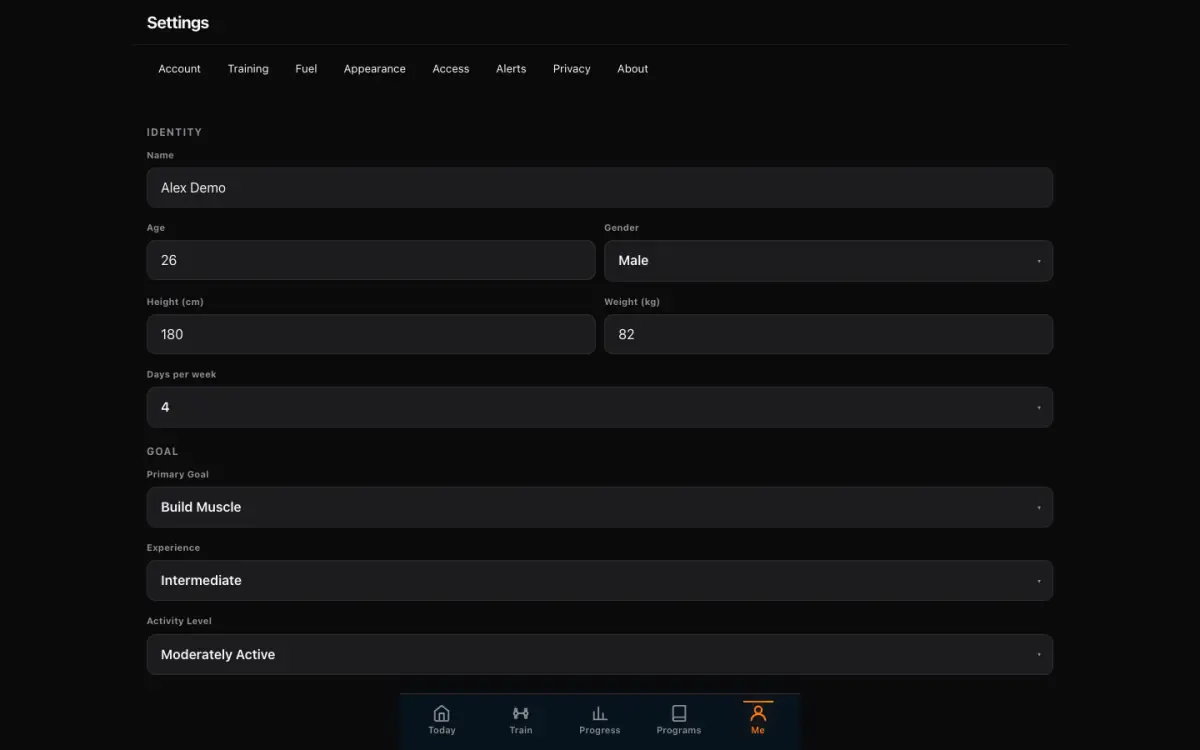 Settings
Account Training Fuel Appearance Access Alerts Privacy About
IDENTITY
Name
Alex Demo
Age Gender
26 Male
Height (cm) Weight (kg)
180 82
Days per week
4
GOAL
Primary Goal
Build Muscle
Experience
Intermediate
Activity Level
Moderately Active
Today Train Progress Programs Me